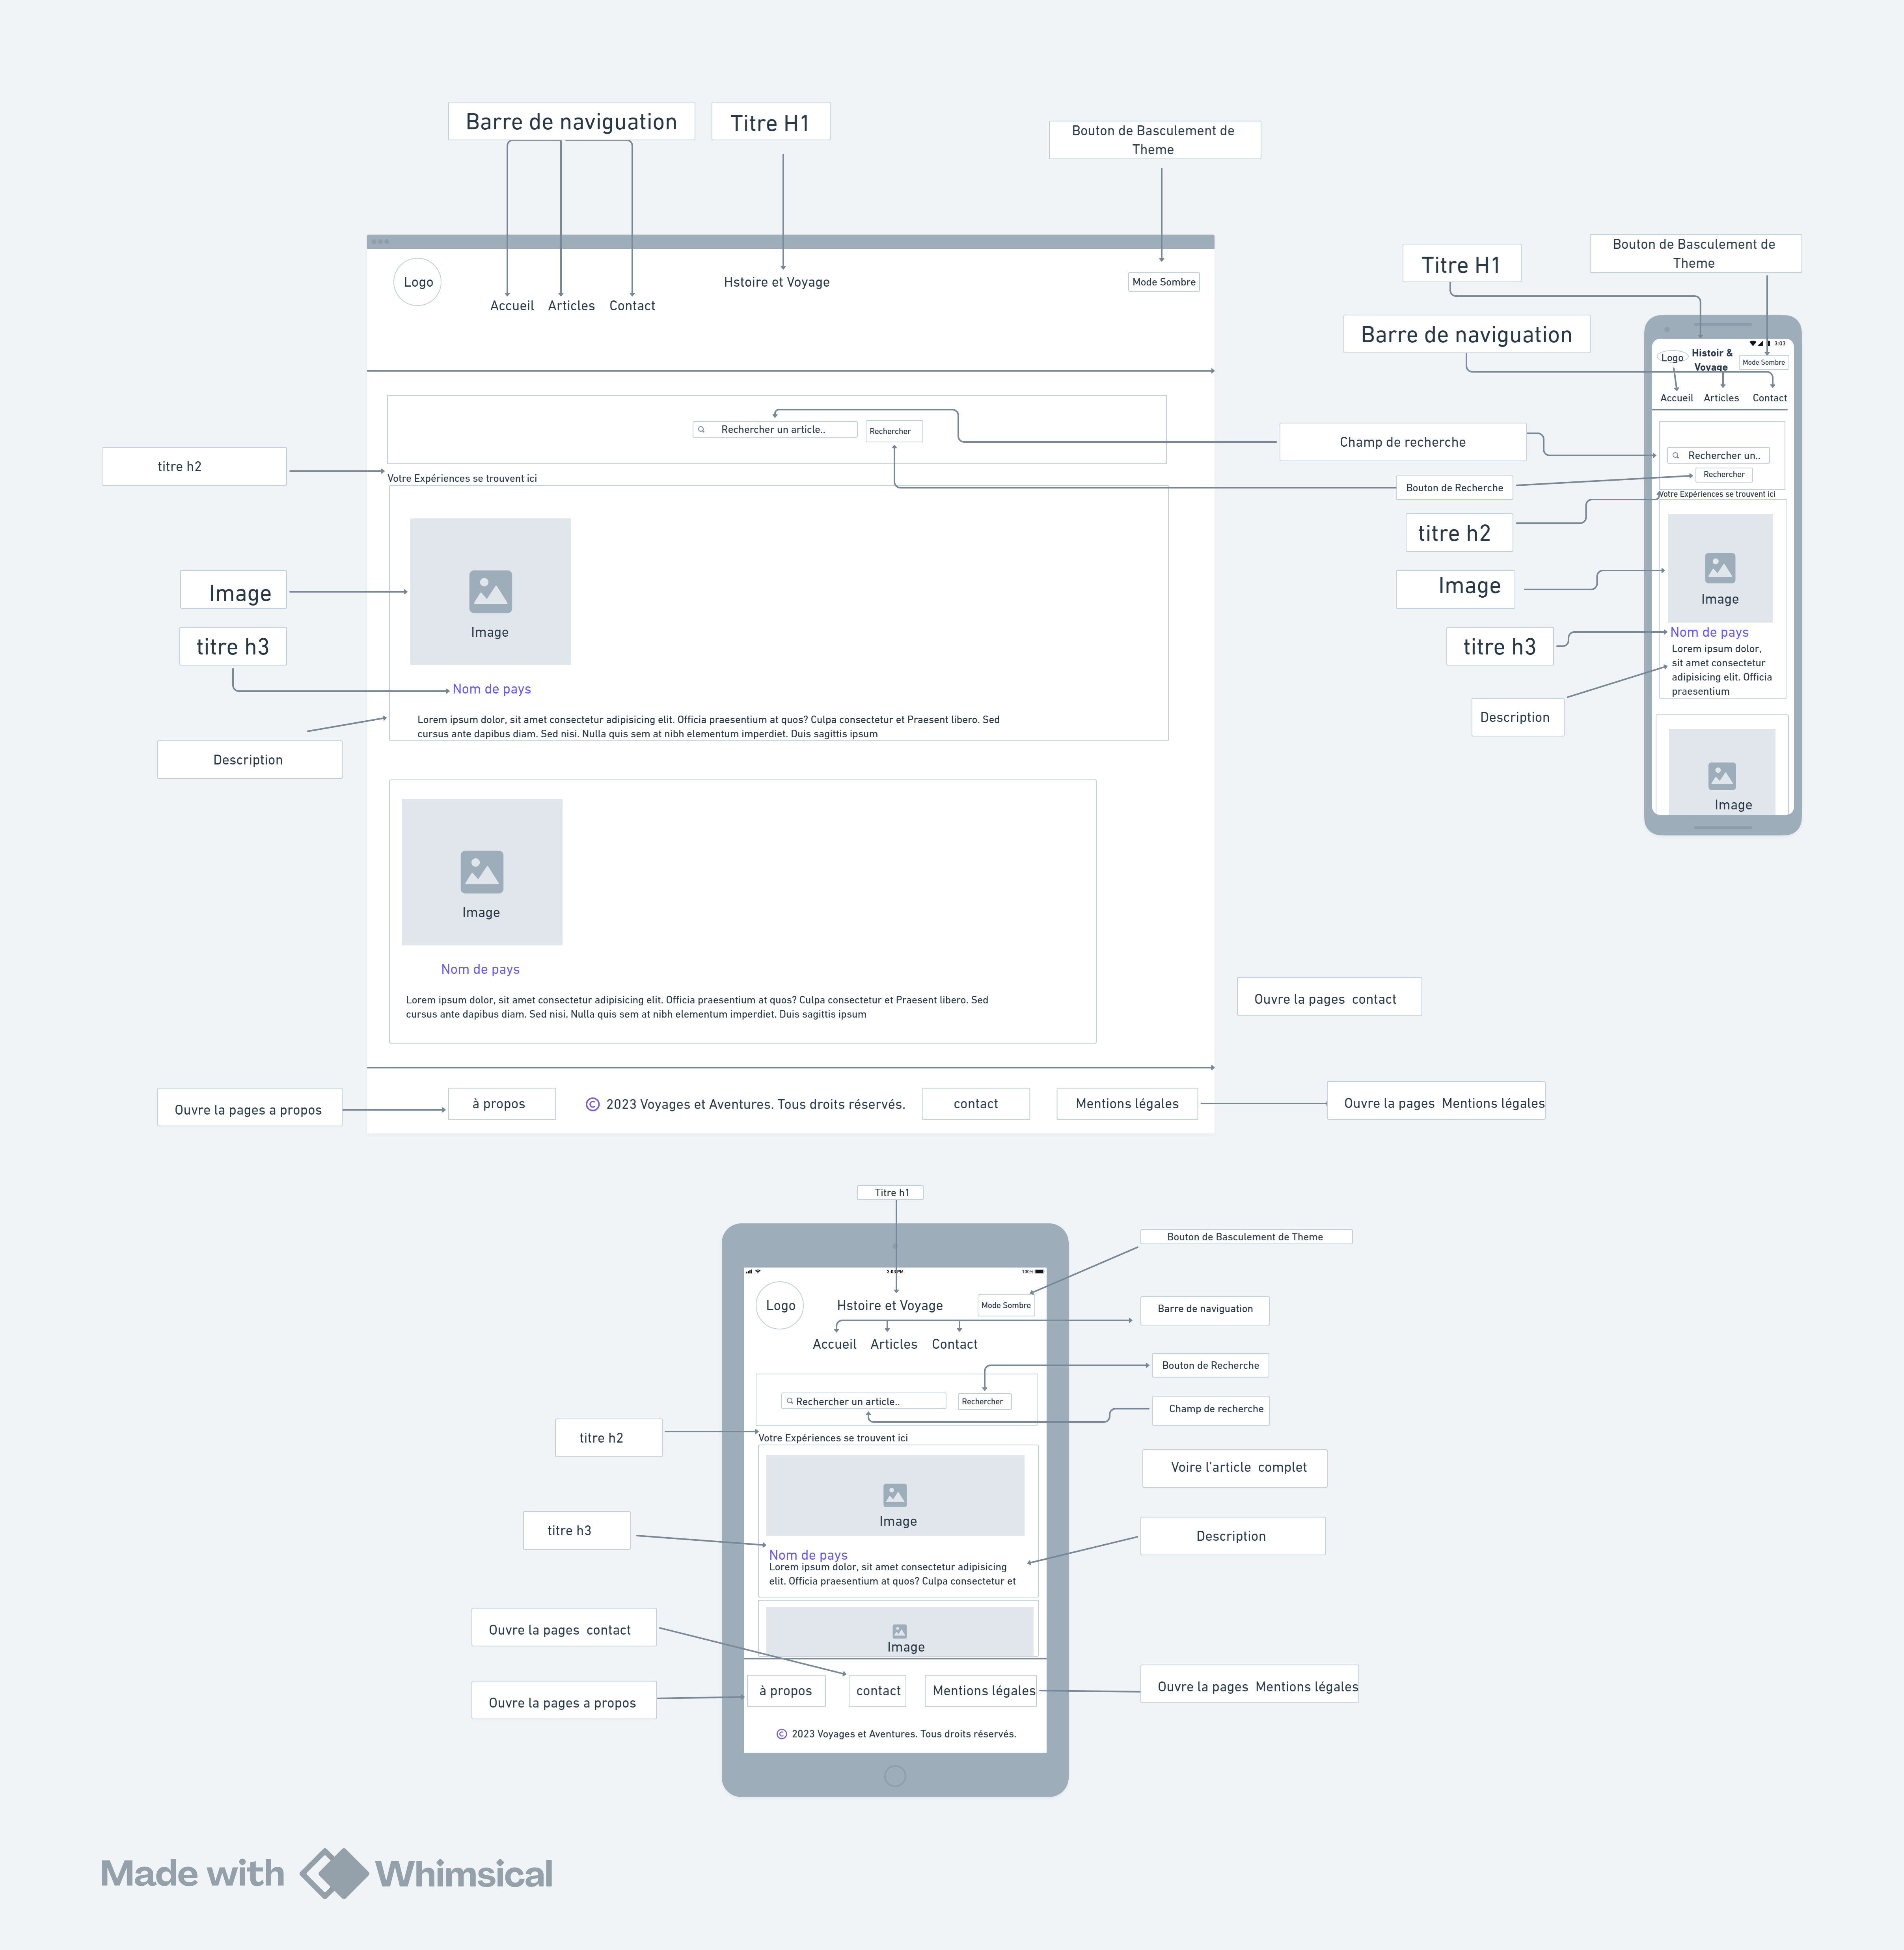 Barre de naviguation
Titre H1
Bouton de Basculement de
Theme
Logo
Hstoire et Voyage
Mode Sombre
Accueil Articles Contact
Rechercher un article..
Rechercher
titre h2
Votre Expériences se trouvent ici
Image
Image
titre h3
Nom de pays
Lorem ipsum dolor, sit amet consectetur adipisicing elit. Officia praesentium at quos? Culpa consectetur et Praesent libero. Sed
cursus ante dapibus diam. Sed nisi. Nulla quis sem at nibh elementum imperdiet. Duis sagittis ipsum
Description
Image
Nom de pays
Lorem ipsum dolor, sit amet consectetur adipisicing elit. Officia praesentium at quos? Culpa consectetur et Praesent libero. Sed
cursus ante dapibus diam. Sed nisi. Nulla quis sem at nibh elementum imperdiet. Duis sagittis ipsum
Ouvre la pages contact
Ouvre la pages a propos
à propos
© 2023 Voyages et Aventures. Tous droits réservés.
contact
Mentions légales
Ouvre la pages Mentions légales
Titre H1
Bouton de Basculement de
Theme
Barre de naviguation
3:03
Logo
Histoir &
Voyage
Mode Sombre
Accueil Articles Contact
Champ de recherche
Rechercher un..
Bouton de Recherche
Rechercher
titre h2
Votre Expériences se trouvent ici
Image
Image
titre h3
Nom de pays
Lorem ipsum dolor,
sit amet consectetur
adipisicing elit. Officia
praesentium
Description
Image
Titre h1
Bouton de Basculement de Theme
3:03 PM
100%
Logo
Hstoire et Voyage
Mode Sombre
Barre de naviguation
Accueil Articles Contact
Bouton de Recherche
Rechercher un article..
Rechercher
Champ de recherche
titre h2
Votre Expériences se trouvent ici
Voire l'article complet
Image
titre h3
Description
Nom de pays
Lorem ipsum dolor, sit amet consectetur adipisicing
elit. Officia praesentium at quos? Culpa consectetur et
Ouvre la pages contact
Image
Ouvre la pages a propos
à propos
contact
Mentions légales
Ouvre la pages Mentions légales
© 2023 Voyages et Aventures. Tous droits réservés.
Made with Whimsical